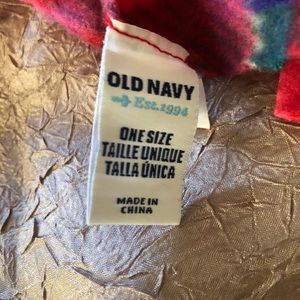 OLD NAVY
Est.1994
ONE SIZE
TAILLE UNIQUE
TALLA ÚNICA
MADE IN
CHINA